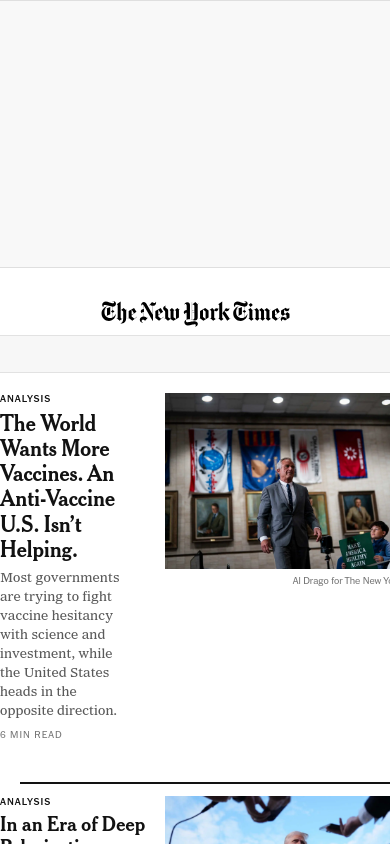 The New York Times
ANALYSIS
The World
Wants More
Vaccines. An
Anti-Vaccine
U.S. Isn't
Helping.
Most governments
are trying to fight
vaccine hesitancy
with science and
investment, while
the United States
heads in the
opposite direction.
6 MIN READ
MAKE
AMERICA
HEALTHY
AGAIN
Al Drago for The New Yo
ANALYSIS
In an Era of Deep